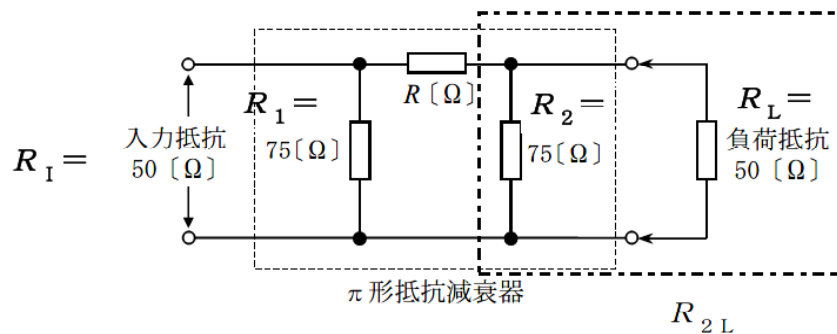 R₁＝
R〔Ω〕
R₂＝
R_L＝
R_I＝
入力抵抗
50〔Ω〕
75〔Ω〕
75〔Ω〕
負荷抵抗
50〔Ω〕
π形抵抗減衰器
R₂L